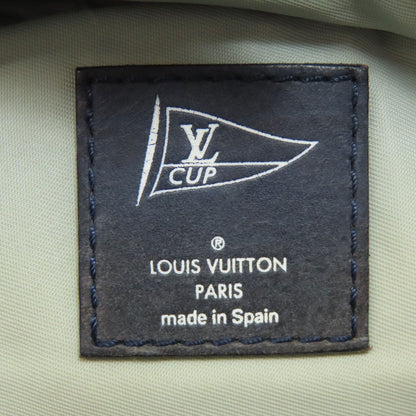 LV
CUP
®
LOUIS VUITTON
PARIS
made in Spain